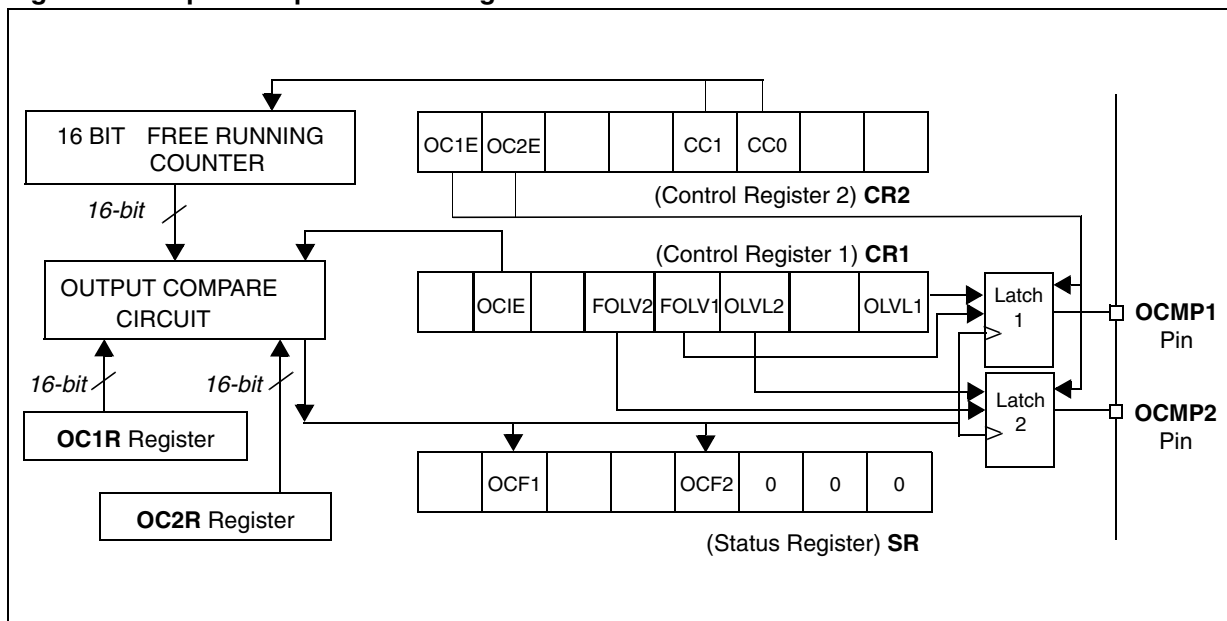 16 BIT FREE RUNNING
COUNTER
16-bit
OC1E OC2E CC1 CC0
(Control Register 2) CR2
(Control Register 1) CR1
OUTPUT COMPARE
CIRCUIT
OCIE FOLV2 FOLV1 OLVL2 OLVL1
Latch
1
OCMP1
Pin
16-bit
16-bit
Latch
2
OCMP2
Pin
OC1R Register
OCF1 OCF2 0 0 0
OC2R Register
(Status Register) SR